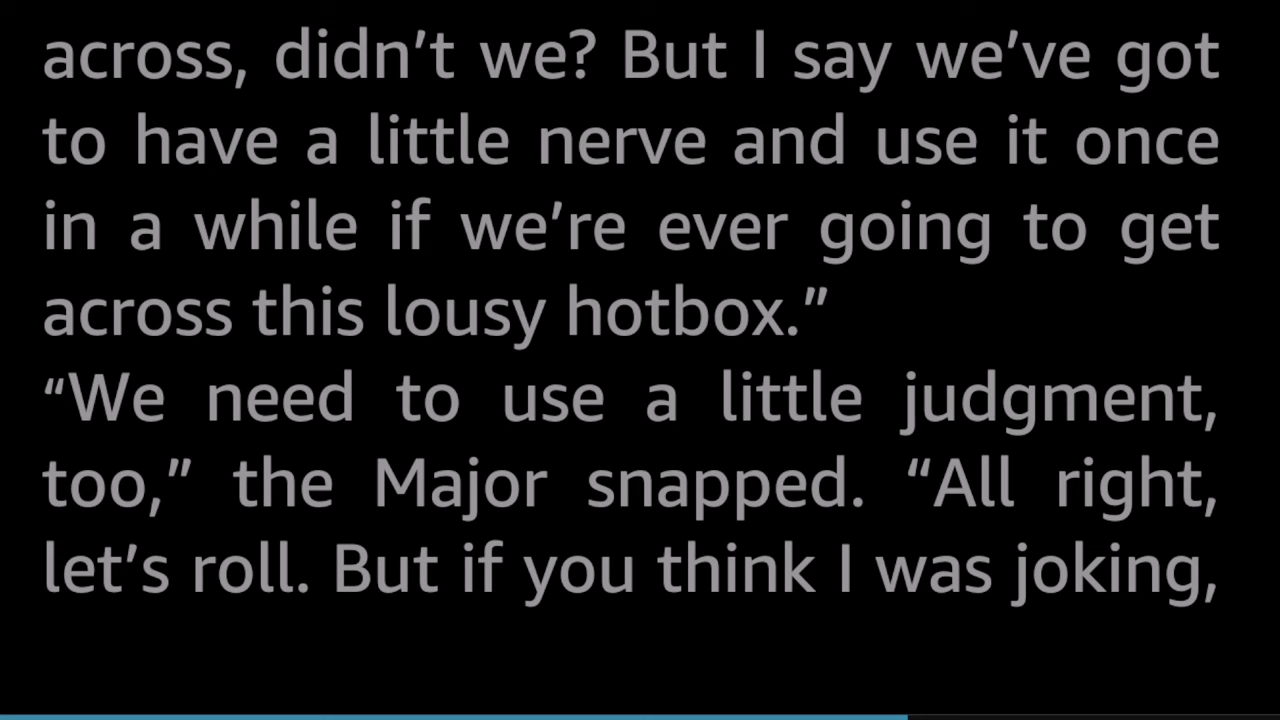 across, didn’t we? But I say we’ve got
to have a little nerve and use it once
in a while if we’re ever going to get
across this lousy hotbox.”
“We need to use a little judgment,
too,” the Major snapped. “All right,
let’s roll. But if you think I was joking,